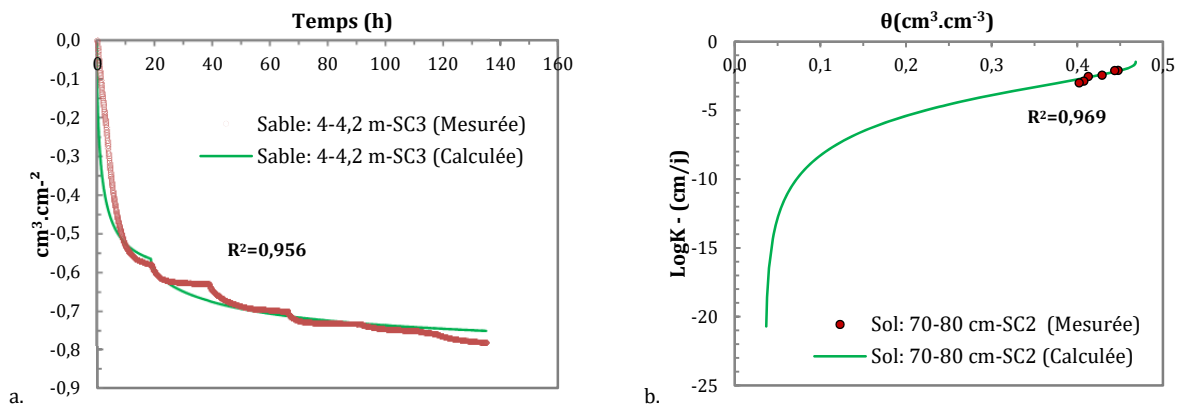 Temps (h)
0,0
0 20 40 60 80 100 120 140 160
-0,1
-0,2
-0,3
-0,4
-0,5
-0,6
-0,7
-0,8
-0,9
cm³.cm-²
Sable: 4-4,2 m-SC3 (Mesurée)
Sable: 4-4,2 m-SC3 (Calculée)
R²=0,956
a.
θ(cm³.cm⁻³)
0
0,0 0,1 0,2 0,3 0,4 0,5
-5
-10
-15
-20
-25
LogK - (cm/j)
R²=0,969
Sol: 70-80 cm-SC2 (Mesurée)
Sol: 70-80 cm-SC2 (Calculée)
b.